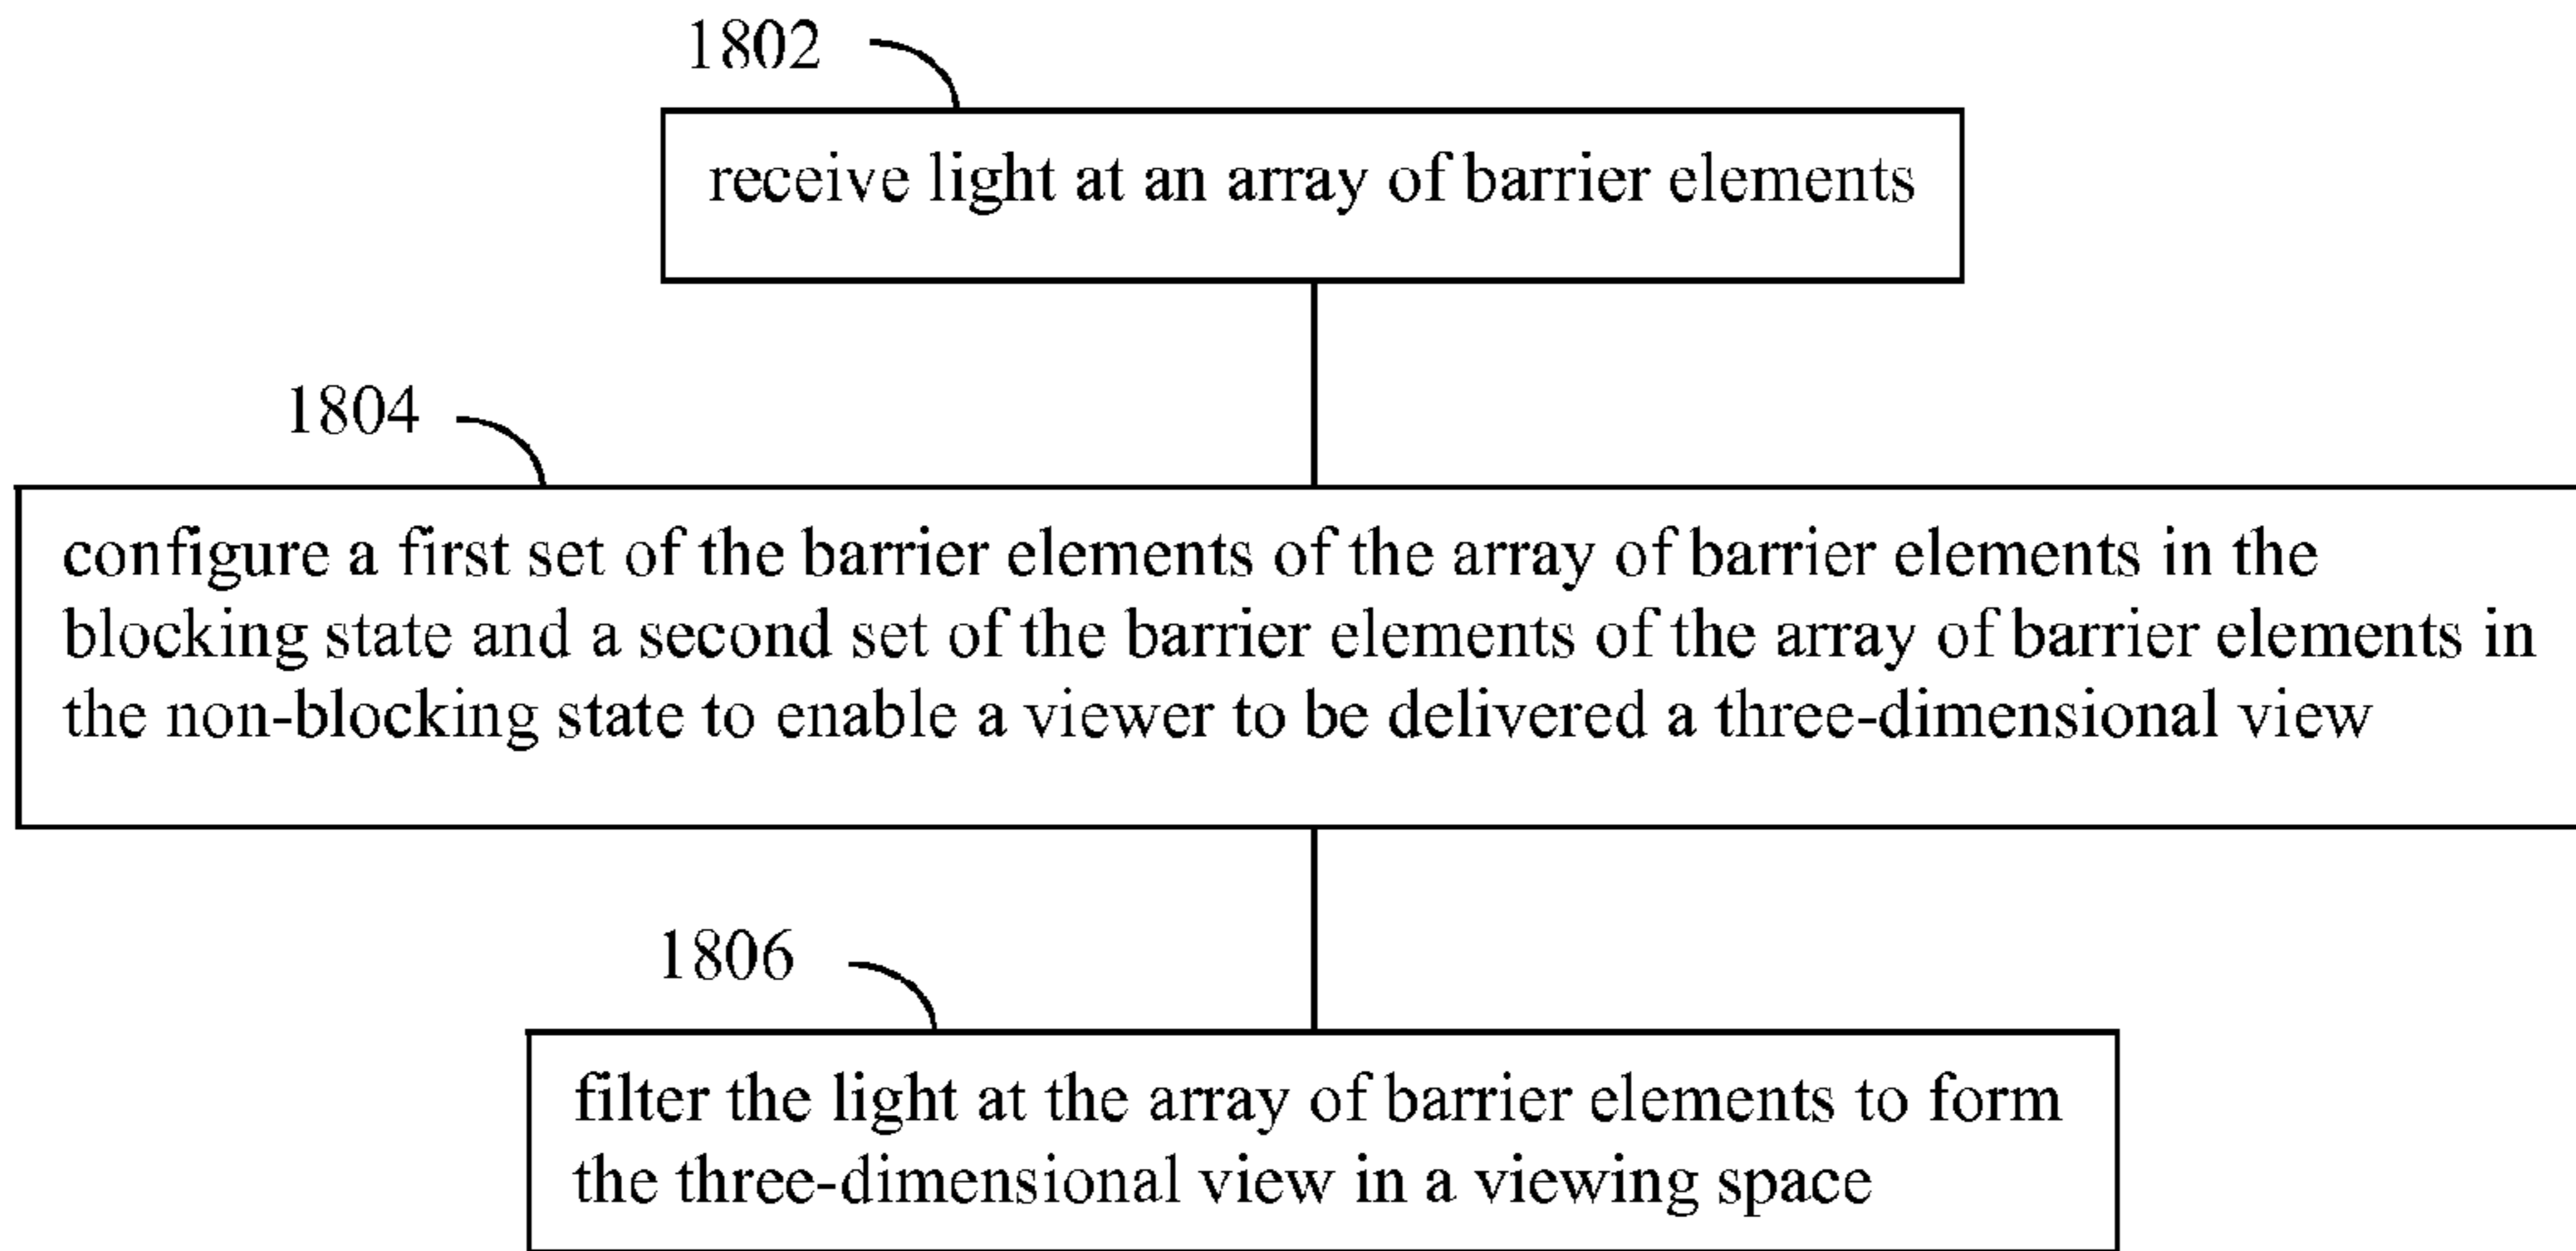 1802
receive light at an array of barrier elements
1804
configure a first set of the barrier elements of the array of barrier elements in the
blocking state and a second set of the barrier elements of the array of barrier elements in
the non-blocking state to enable a viewer to be delivered a three-dimensional view
1806
filter the light at the array of barrier elements to form
the three-dimensional view in a viewing space